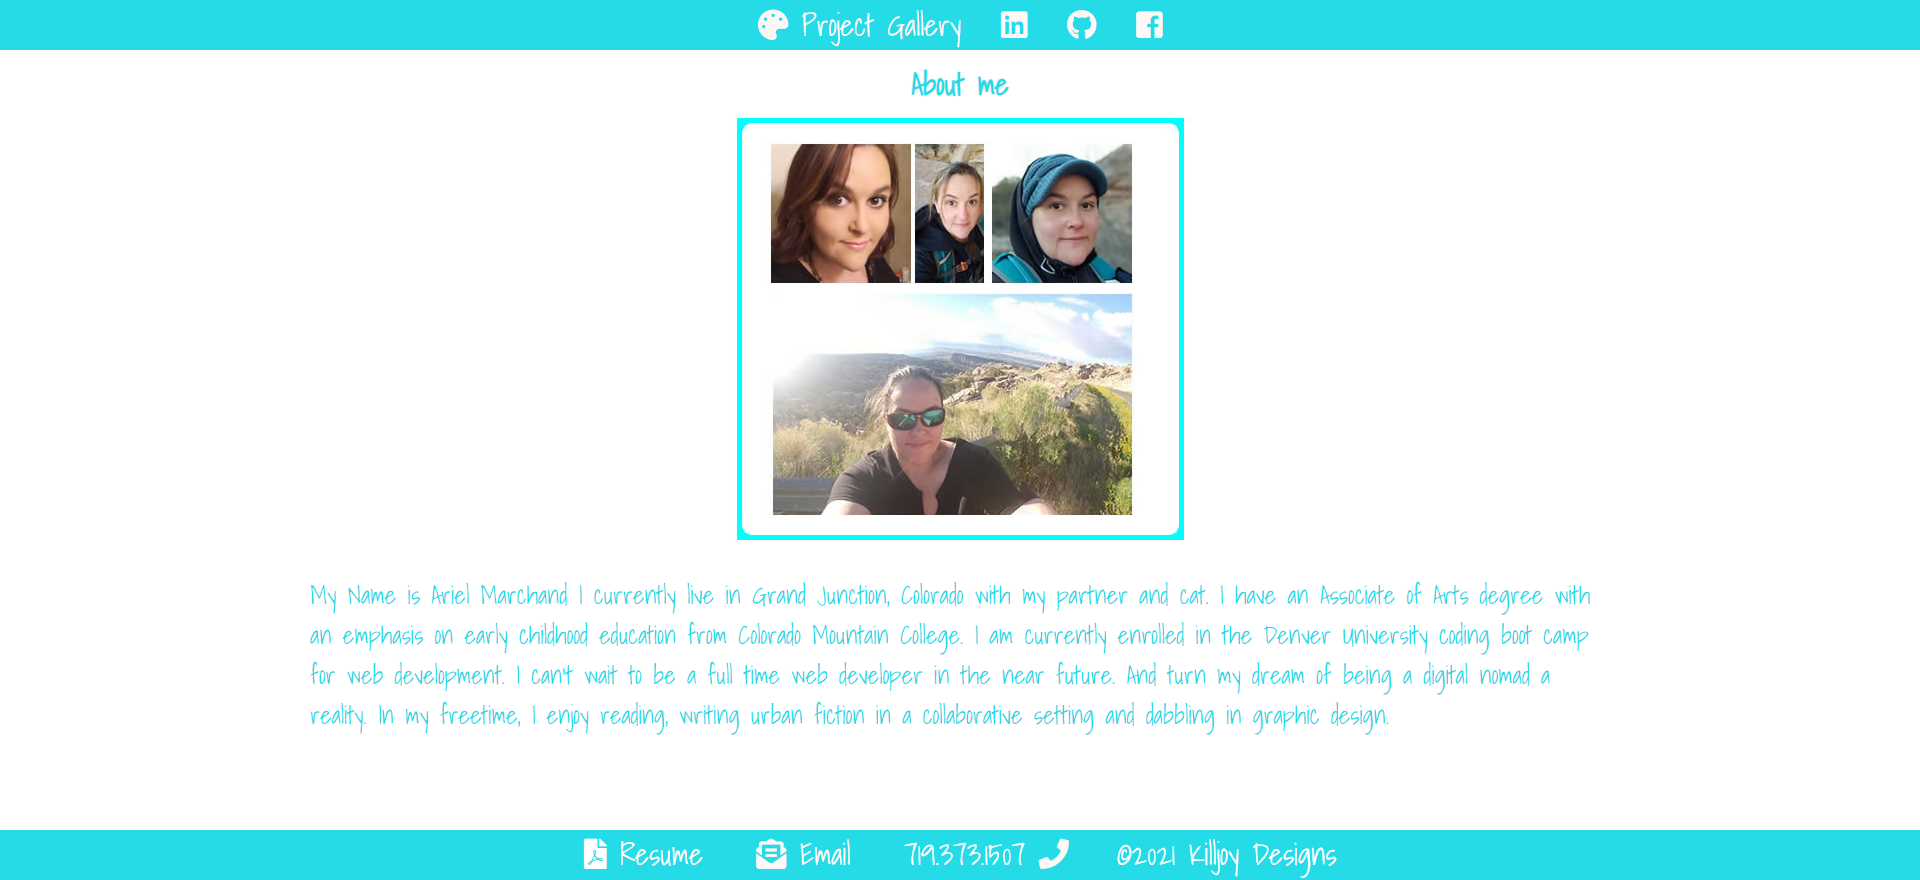 Project Gallery
About me
My Name is Ariel Marchand I currently live in Grand Junction, Colorado with my partner and cat. I have an Associate of Arts degree with
an emphasis on early childhood education from Colorado Mountain College. I am currently enrolled in the Denver University coding boot camp
for web development. I can't wait to be a full time web developer in the near future. And turn my dream of being a digital nomad a
reality. In my freetime, I enjoy reading, writing urban fiction in a collaborative setting and dabbling in graphic design.
Resume Email 719.373.1507 ©2021 Killjoy Designs